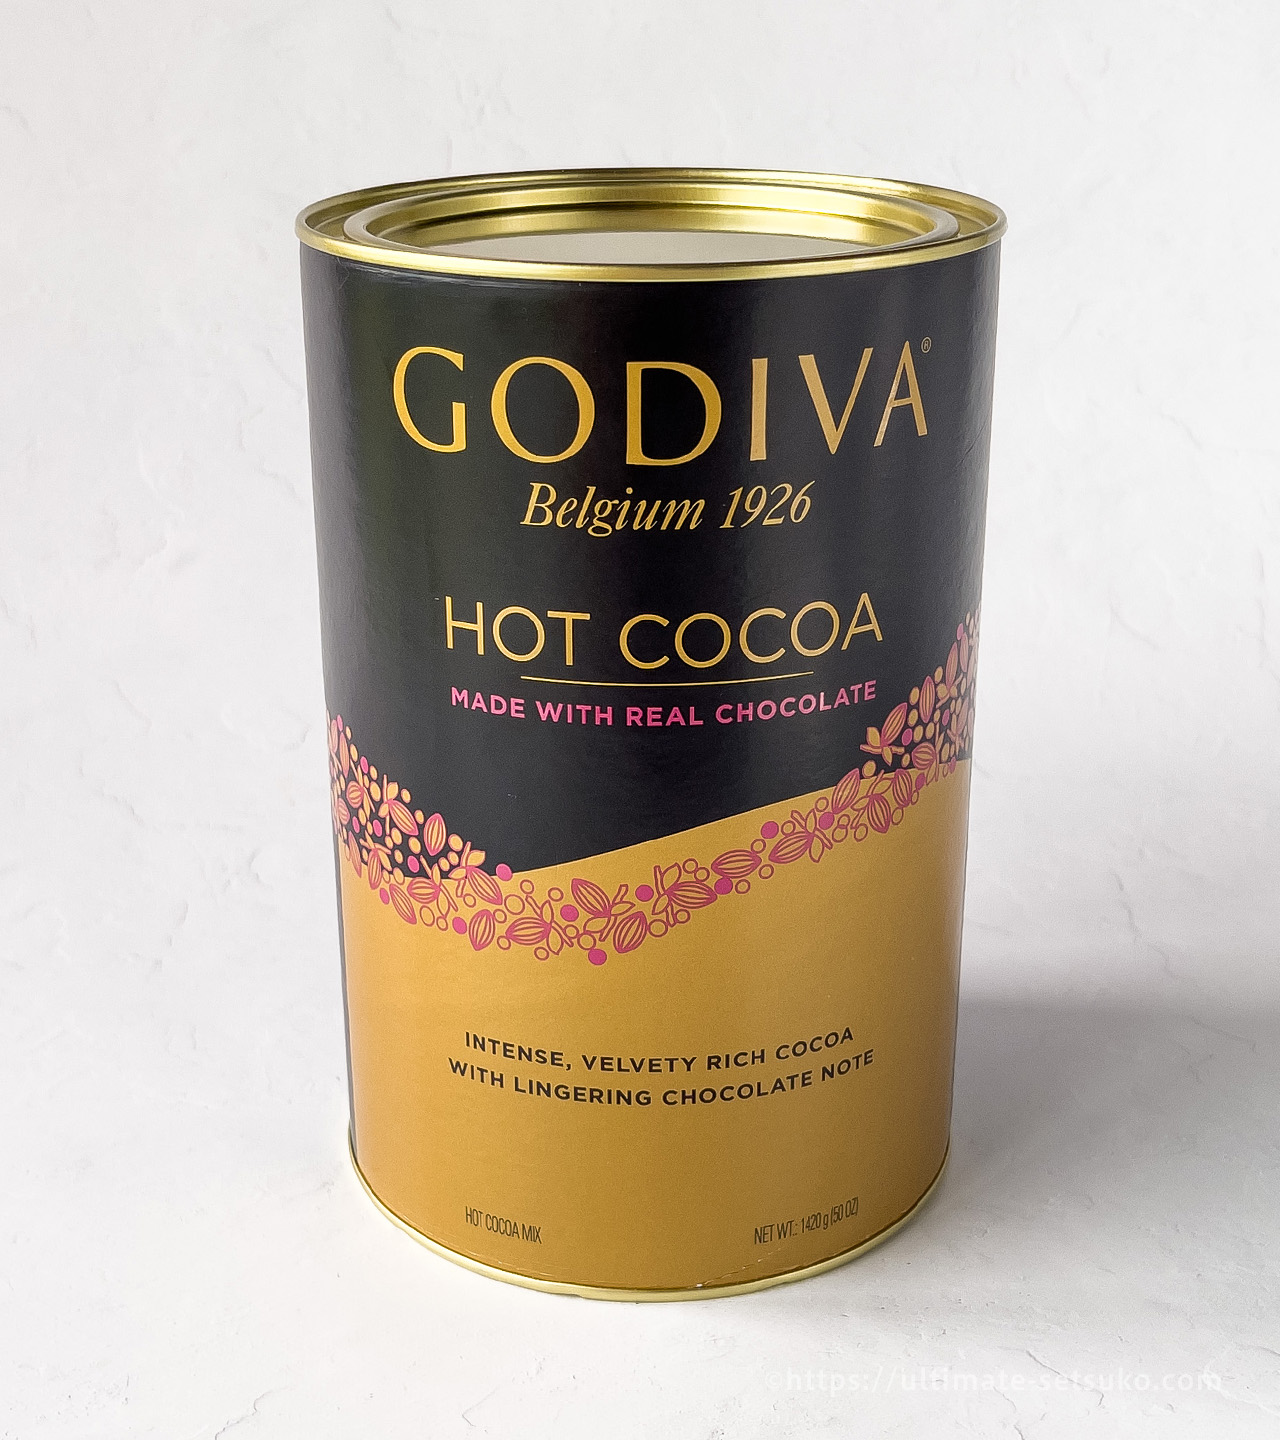 GODIVA®
Belgium 1926
HOT COCOA
MADE WITH REAL CHOCOLATE
INTENSE, VELVETY RICH COCOA
WITH LINGERING CHOCOLATE NOTE
HOT COCOA MIX
NET WT.: 1420 g (50 OZ)
©https://ultimate-setsuko.com